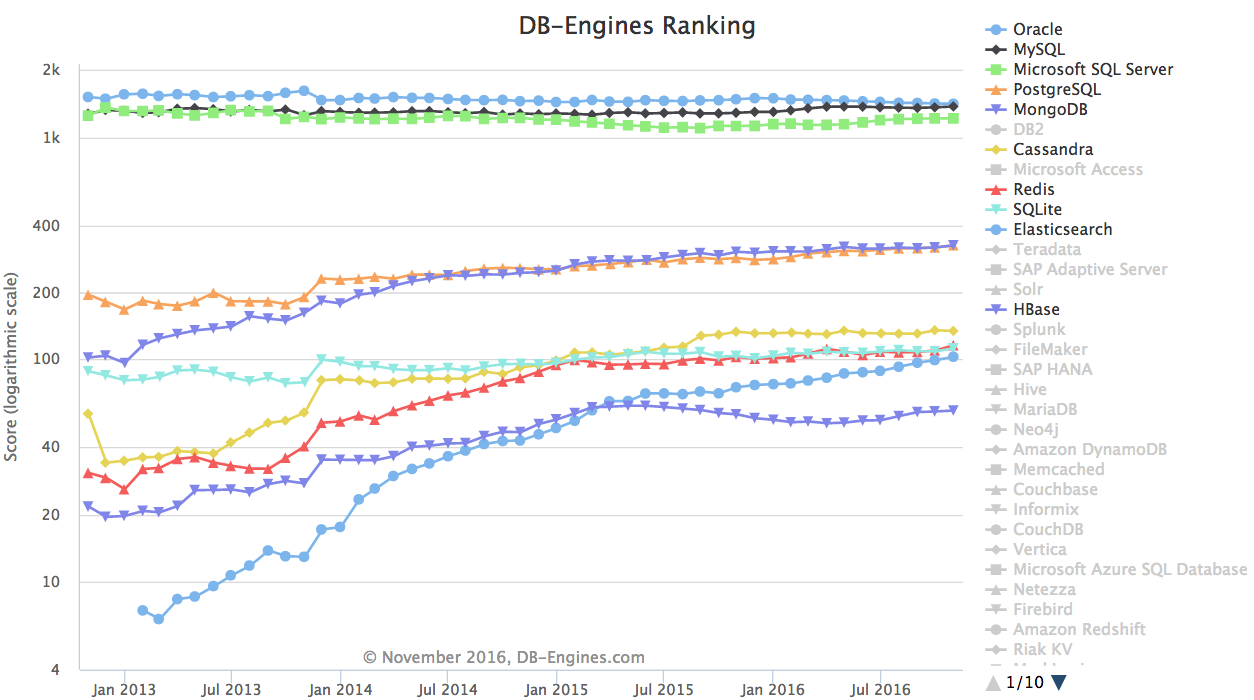 DB-Engines Ranking
Score (logarithmic scale)
2k
1k
400
200
100
40
20
10
4
Jan 2013
Jul 2013
Jan 2014
Jul 2014
Jan 2015
Jul 2015
Jan 2016
Jul 2016
© November 2016, DB-Engines.com
Oracle
MySQL
Microsoft SQL Server
PostgreSQL
MongoDB
DB2
Cassandra
Microsoft Access
Redis
SQLite
Elasticsearch
Teradata
SAP Adaptive Server
Solr
HBase
Splunk
FileMaker
SAP HANA
Hive
MariaDB
Neo4j
Amazon DynamoDB
Memcached
Couchbase
Informix
CouchDB
Vertica
Microsoft Azure SQL Database
Netezza
Firebird
Amazon Redshift
Riak KV
1/10